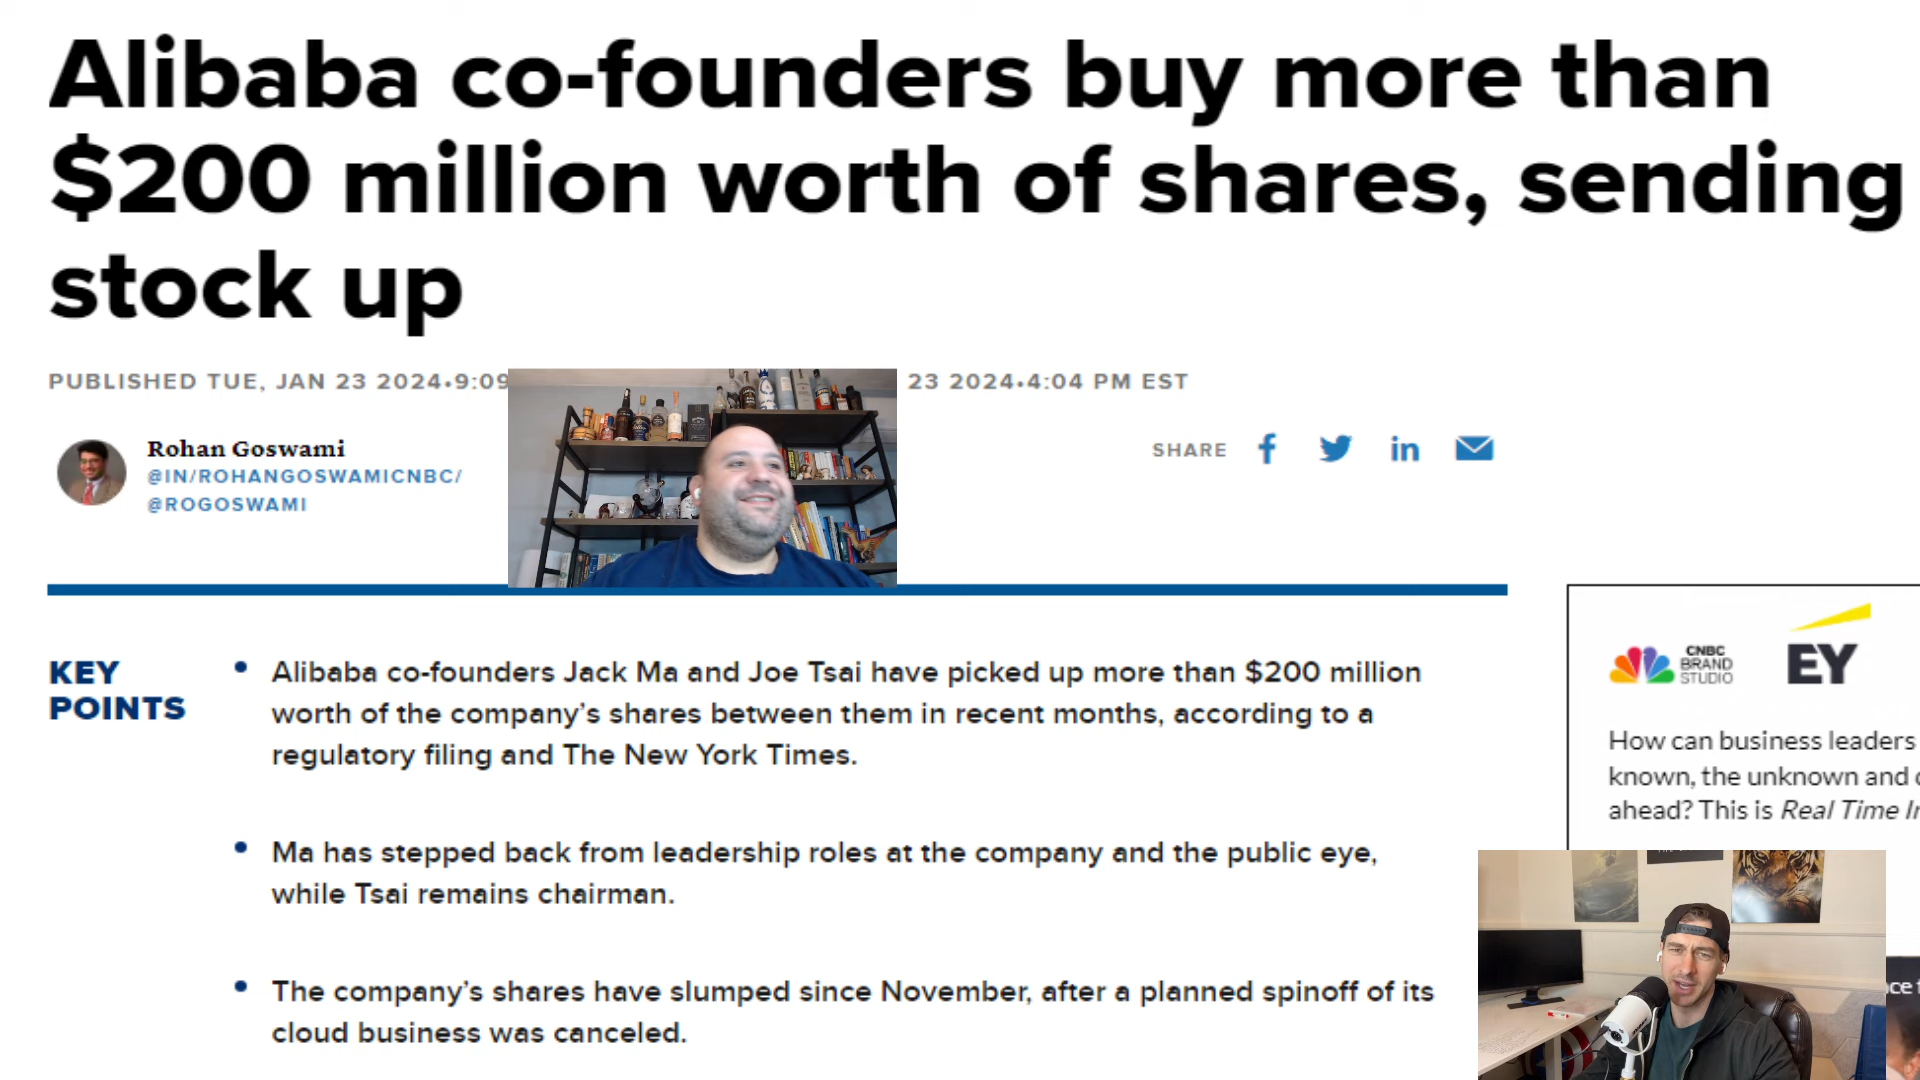 Alibaba co-founders buy more than
$200 million worth of shares, sending
stock up
PUBLISHED TUE, JAN 23 2024•9:09
23 2024•4:04 PM EST
Rohan Goswami
@IN/ROHANGOSWAMICNBC/
@ROGOSWAMI
SHARE
KEY
POINTS
• Alibaba co-founders Jack Ma and Joe Tsai have picked up more than $200 million
worth of the company’s shares between them in recent months, according to a
regulatory filing and The New York Times.
• Ma has stepped back from leadership roles at the company and the public eye,
while Tsai remains chairman.
• The company’s shares have slumped since November, after a planned spinoff of its
cloud business was canceled.
CNBC
BRAND
STUDIO
EY
How can business leaders
known, the unknown and
ahead? This is Real Time